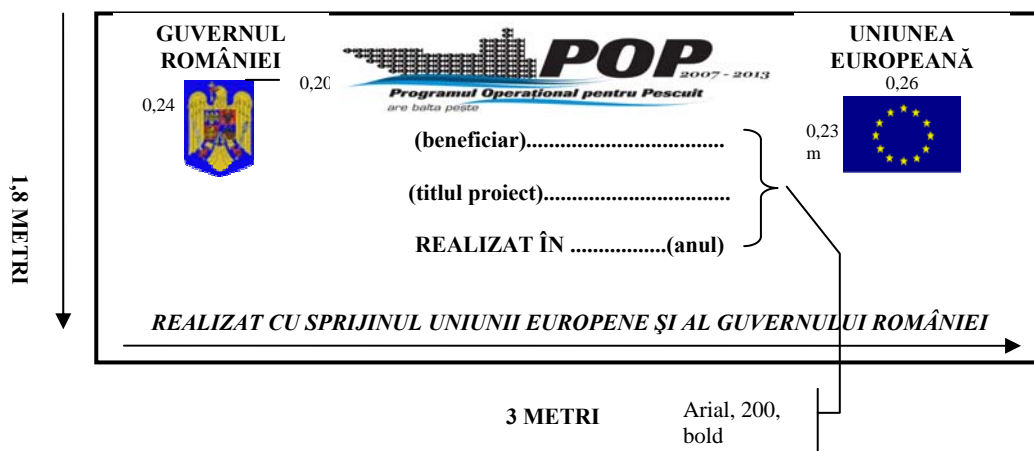 GUVERNUL
ROMÂNIEI
POP
2007 - 2013
Programul Operaţional pentru Pescuit
are balta peşte
UNIUNEA
EUROPEANĂ
0,24
0,20
0,26
0,23
m
(beneficiar)..................................
(titlul proiect)................................
REALIZAT ÎN .................(anul)
1,8 METRI
REALIZAT CU SPRIJINUL UNIUNII EUROPENE ŞI AL GUVERNULUI ROMÂNIEI
3 METRI
Arial, 200,
bold